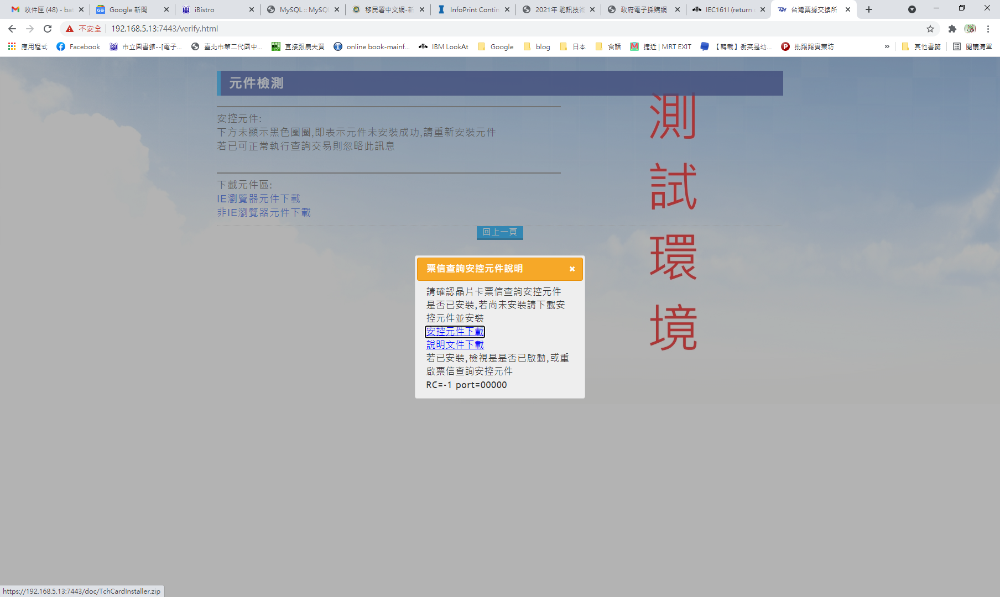 收件匣 (48) - bat
Google 新聞
iBistro
MySQL :: MySQL
移民署中文網-新
InfoPrint Contin
2021年 馳訊技術
政府電子採購網
IEC161I (return c
台灣票據交換所
不安全
192.168.5.13:7443/verify.html
應用程式
Facebook
市立圖書館--[電子...
臺北市第二代國中...
直接跟農夫買
online book-mainf...
IBM LookAt
Google
blog
日本
食譜
捷近 | MRT EXIT
【轉載】衝突是幼...
批踢踢實業坊
»
其他書籤
閱讀清單
元件檢測
安控元件:
下方未顯示黑色圈圈,即表示元件未安裝成功,請重新安裝元件
若已可正常執行查詢交易則忽略此訊息
下載元件區:
IE瀏覽器元件下載
非IE瀏覽器元件下載
回上一頁
測
試
環
境
票信查詢安控元件說明
請確認晶片卡票信查詢安控元件
是否已安裝,若尚未安裝請下載安
控元件並安裝
安控元件下載
說明文件下載
若已安裝,檢視是是否已啟動,或重
啟票信查詢安控元件
RC=-1 port=00000
https://192.168.5.13:7443/doc/TchCardInstaller.zip